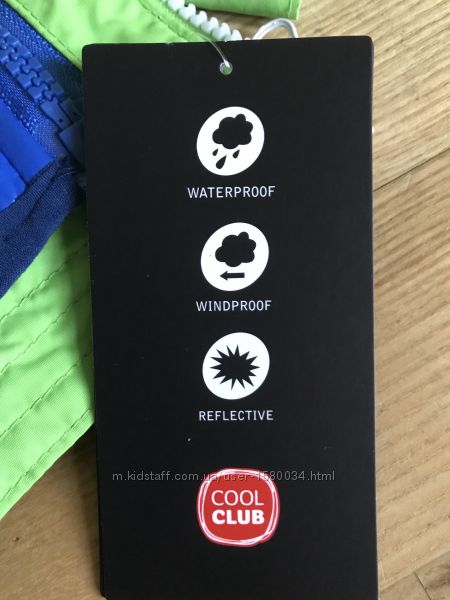 WATERPROOF
WINDPROOF
REFLECTIVE
m.kidstaff.com.ua/user-1580034.html
COOL
CLUB